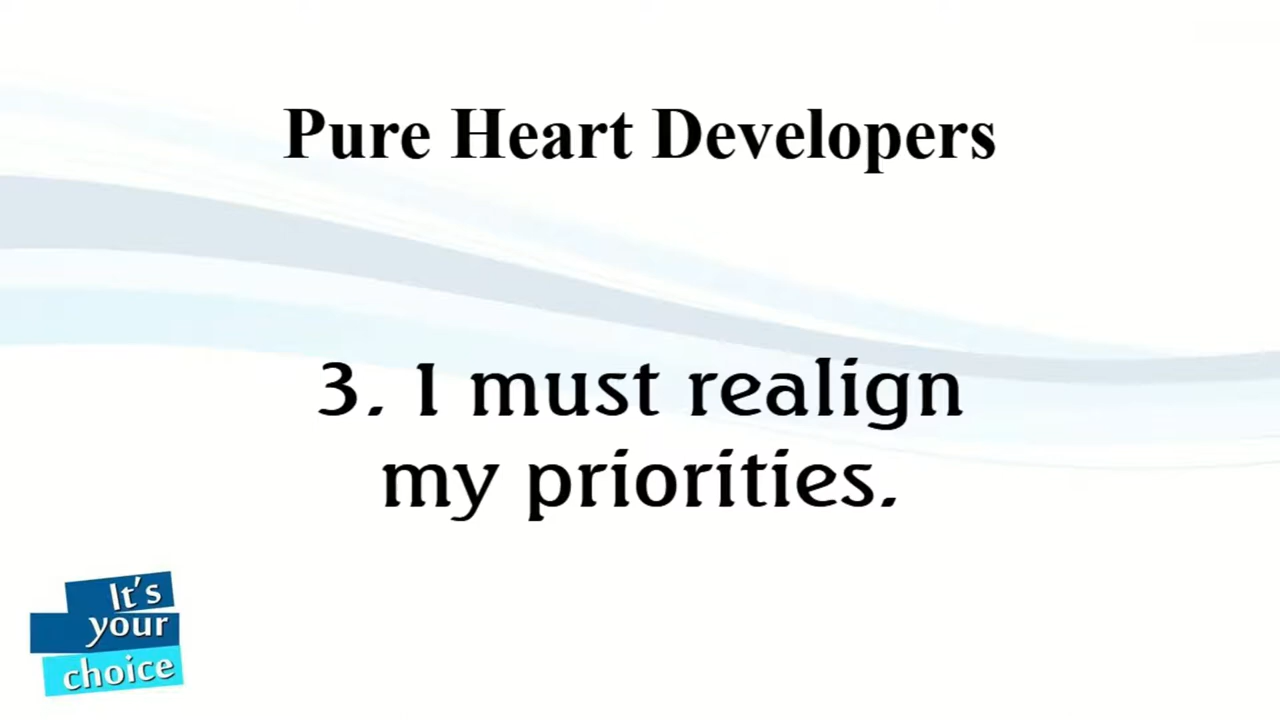 Pure Heart Developers
3. I must realign
my priorities.
It's
your
choice